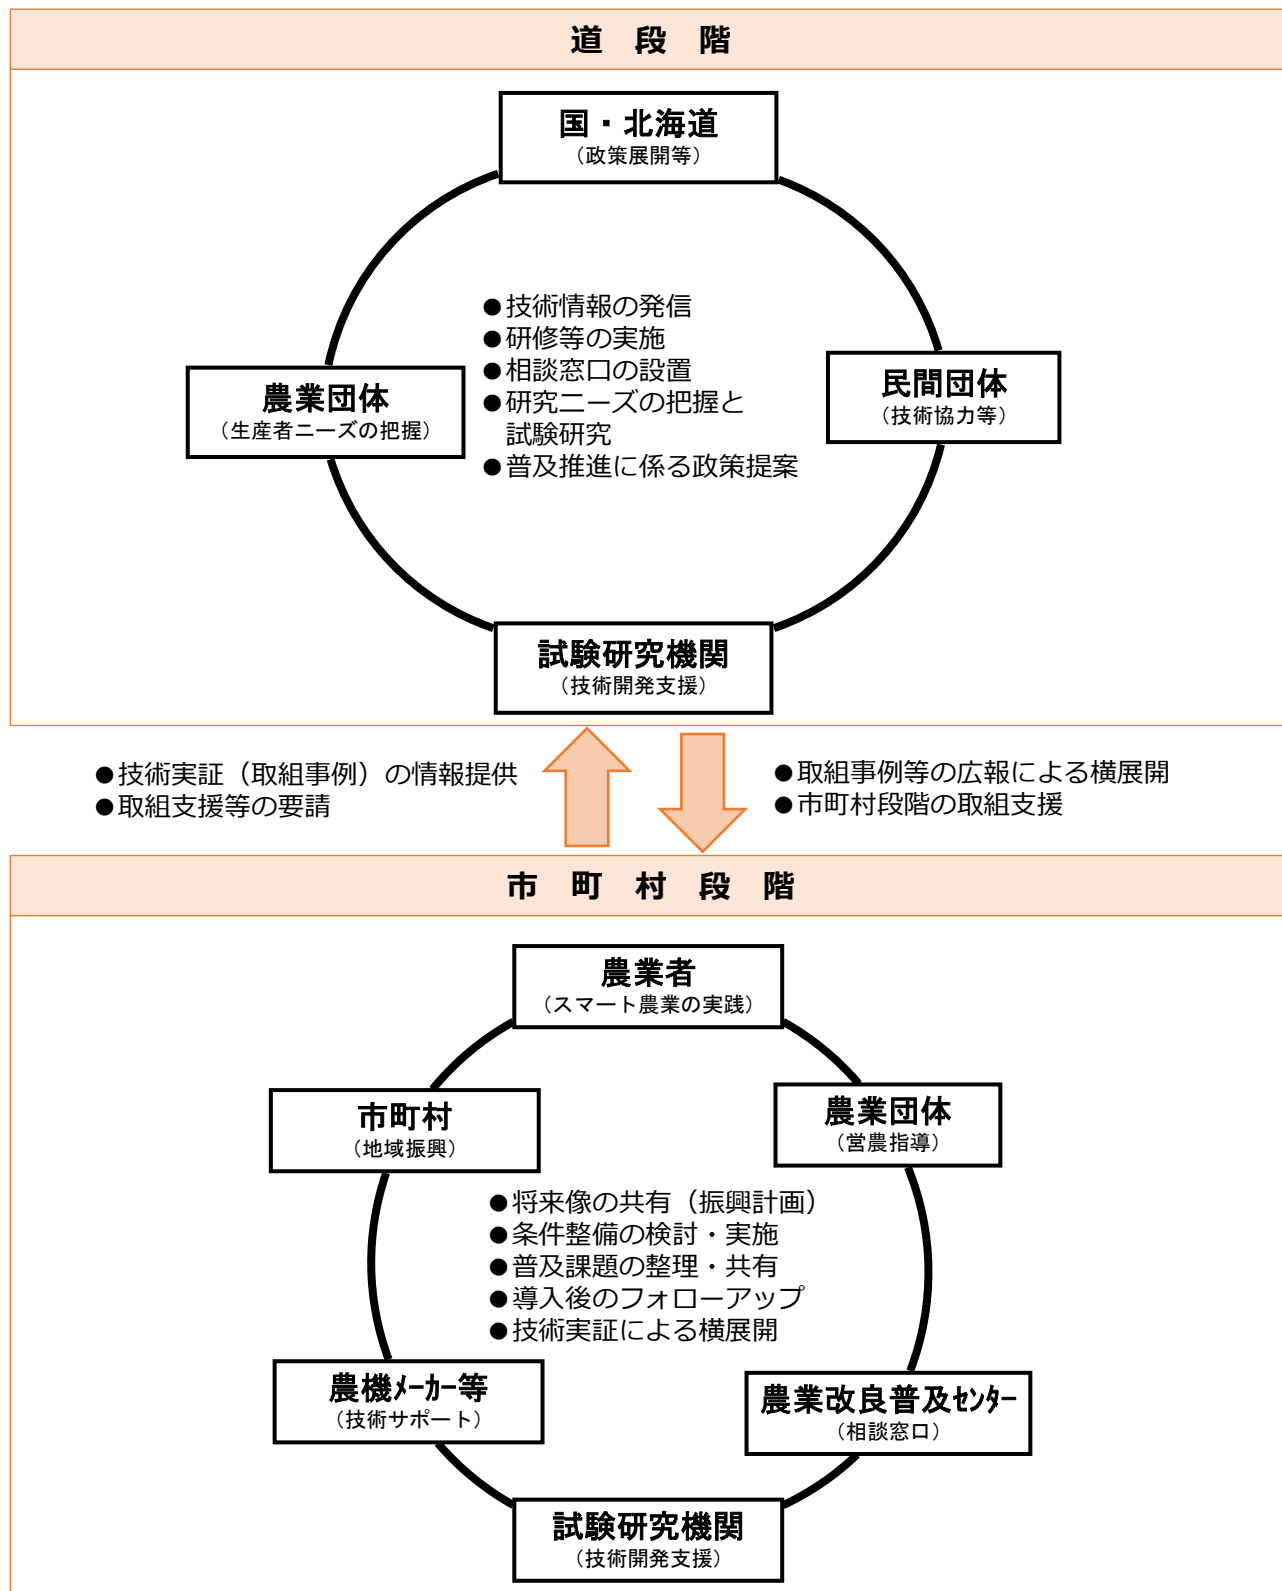 道 段 階
国・北海道
（政策展開等）
●技術情報の発信
●研修等の実施
●相談窓口の設置
●研究ニーズの把握と
試験研究
●普及推進に係る政策提案
農業団体
（生産者ニーズの把握）
民間団体
（技術協力等）
試験研究機関
（技術開発支援）
●技術実証（取組事例）の情報提供
●取組支援等の要請
●取組事例等の広報による横展開
●市町村段階の取組支援
市 町 村 段 階
農業者
（スマート農業の実践）
市町村
（地域振興）
農業団体
（営農指導）
●将来像の共有（振興計画）
●条件整備の検討・実施
●普及課題の整理・共有
●導入後のフォローアップ
●技術実証による横展開
農機ﾒｰｶｰ等
（技術サポート）
農業改良普及ｾﾝﾀｰ
（相談窓口）
試験研究機関
（技術開発支援）